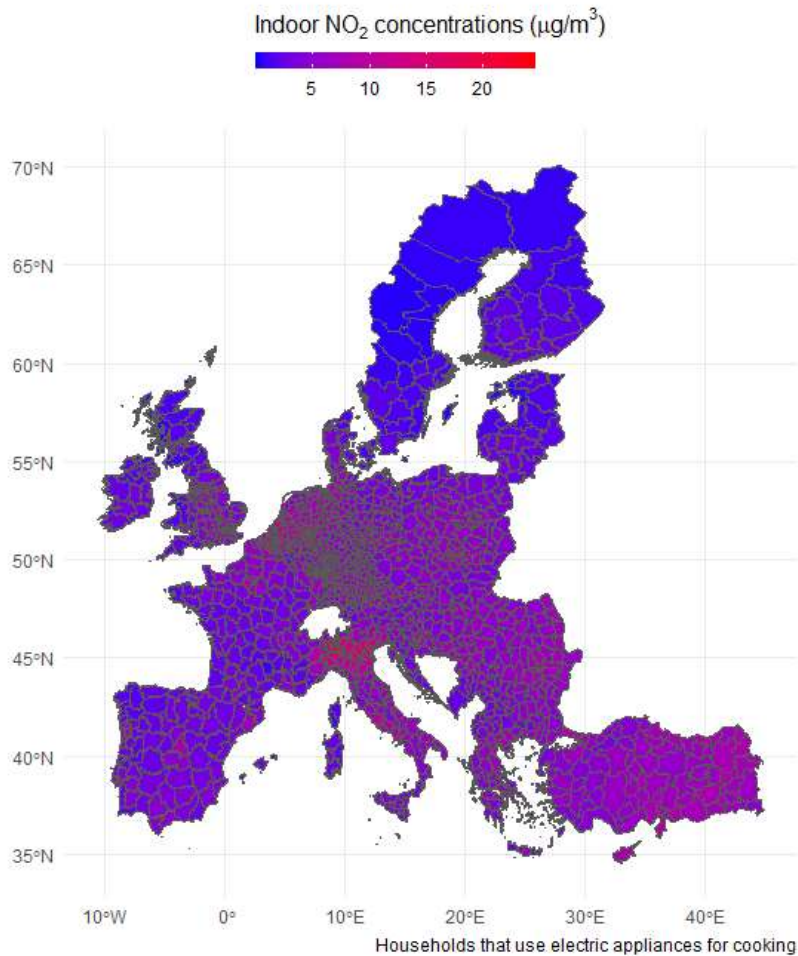 Indoor NO₂ concentrations (μg/m³)
5 10 15 20
70°N
65°N
60°N
55°N
50°N
45°N
40°N
35°N
10°W 0° 10°E 20°E 30°E 40°E
Households that use electric appliances for cooking